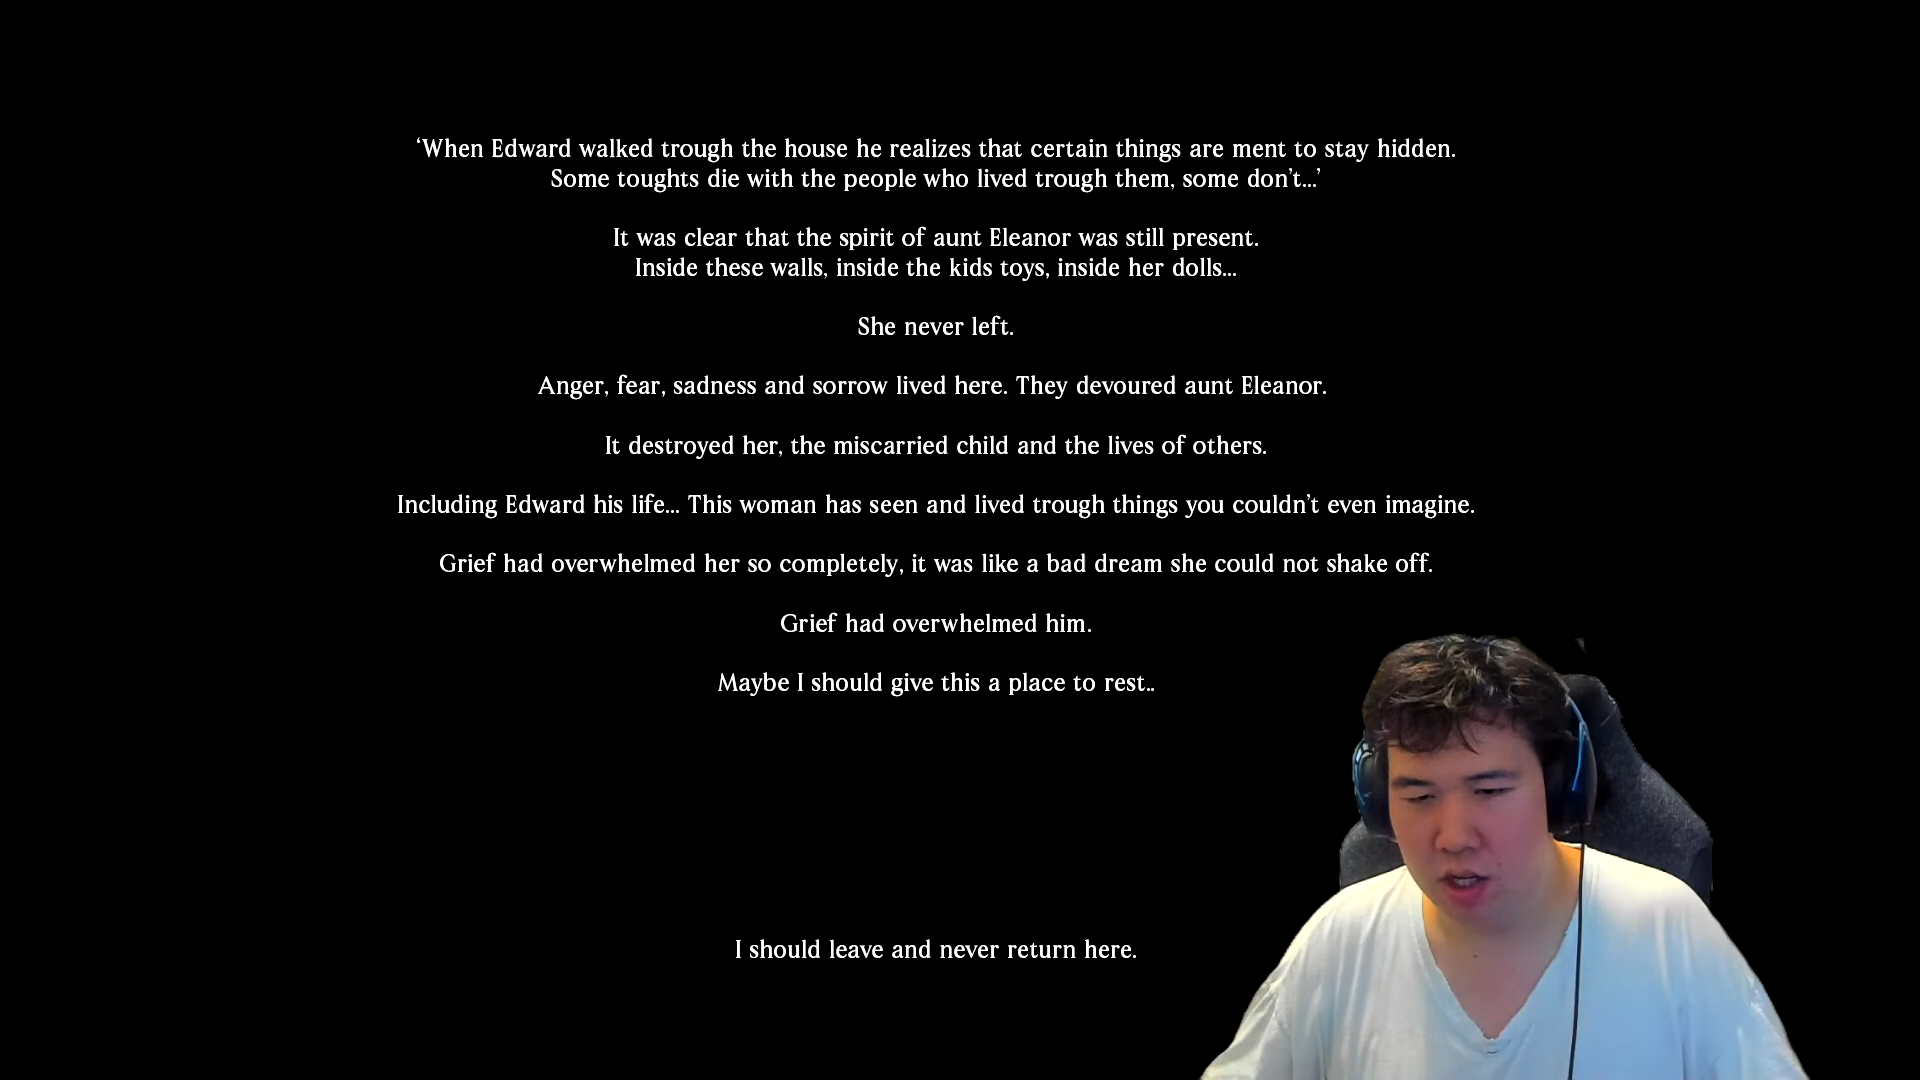 ‘When Edward walked trough the house he realizes that certain things are ment to stay hidden.
Some toughts die with the people who lived trough them, some don’t...’
It was clear that the spirit of aunt Eleanor was still present.
Inside these walls, inside the kids toys, inside her dolls...
She never left.
Anger, fear, sadness and sorrow lived here. They devoured aunt Eleanor.
It destroyed her, the miscarried child and the lives of others.
Including Edward his life... This woman has seen and lived trough things you couldn’t even imagine.
Grief had overwhelmed her so completely, it was like a bad dream she could not shake off.
Grief had overwhelmed him.
Maybe I should give this a place to rest..
I should leave and never return here.